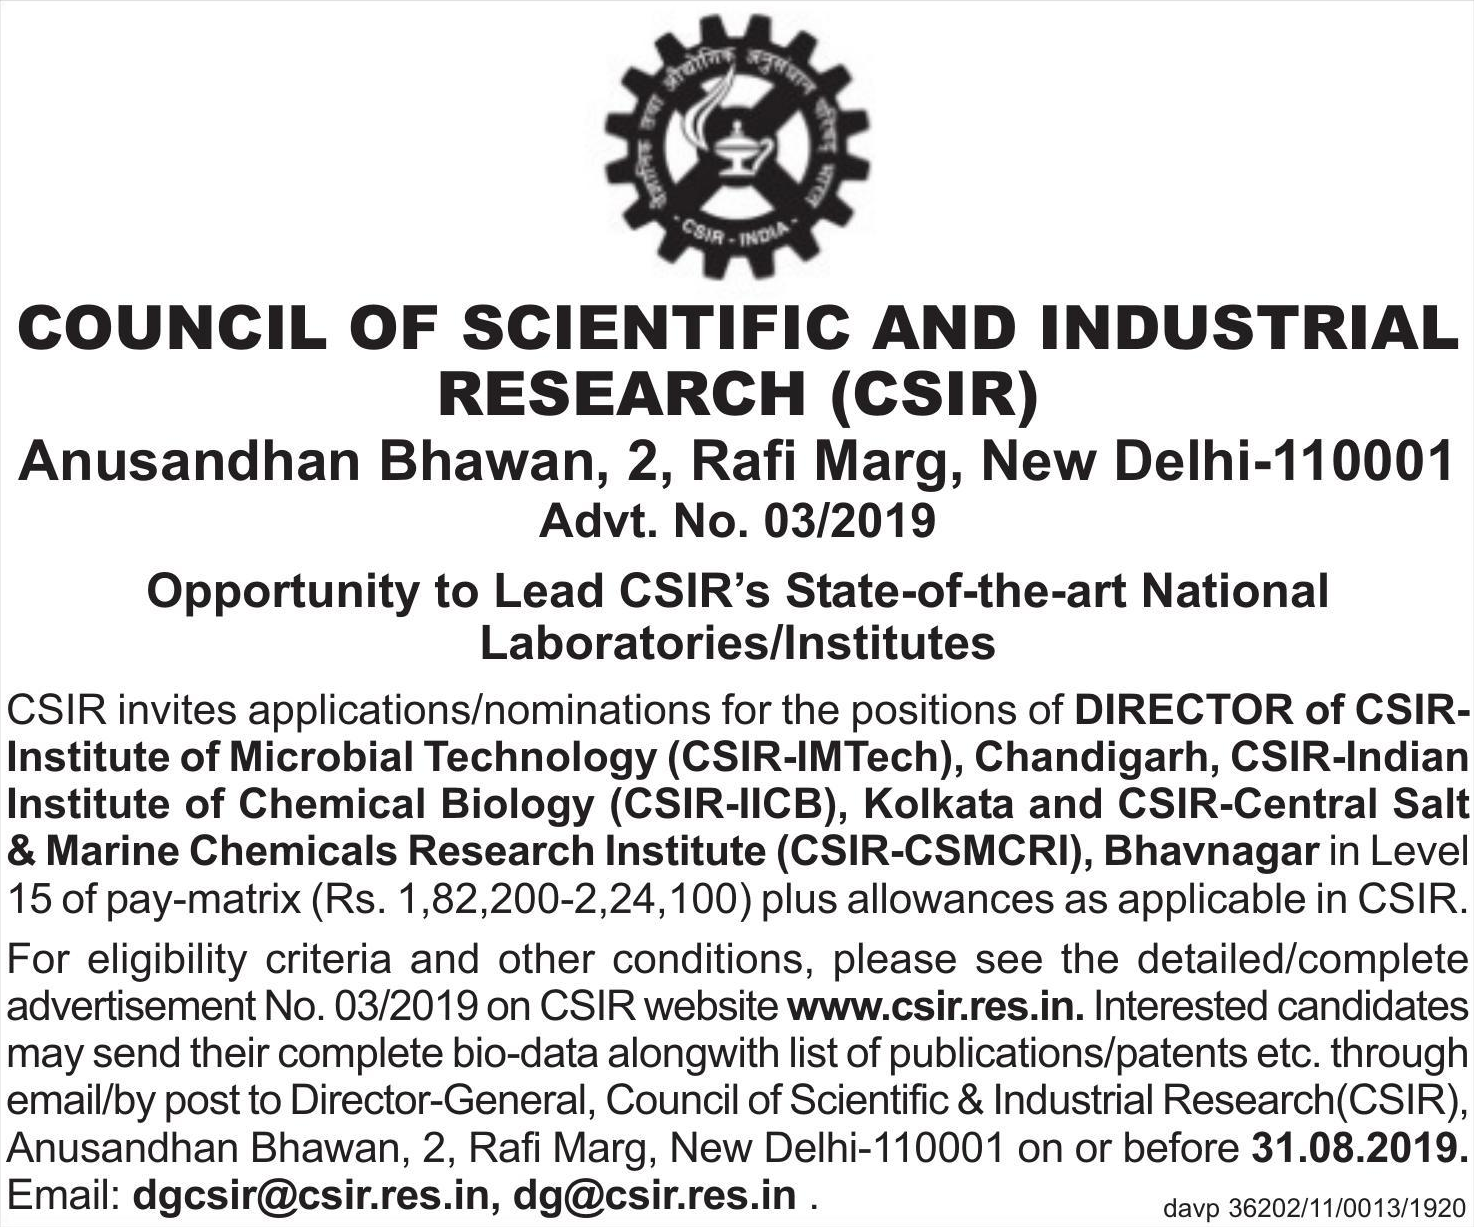 वैज्ञानिक तथा औद्योगिक अनुसंधान परिषद् भारत
- CSIR - INDIA -
COUNCIL OF SCIENTIFIC AND INDUSTRIAL
RESEARCH (CSIR)
Anusandhan Bhawan, 2, Rafi Marg, New Delhi-110001
Advt. No. 03/2019
Opportunity to Lead CSIR’s State-of-the-art National
Laboratories/Institutes
CSIR invites applications/nominations for the positions of DIRECTOR of CSIR-
Institute of Microbial Technology (CSIR-IMTech), Chandigarh, CSIR-Indian
Institute of Chemical Biology (CSIR-IICB), Kolkata and CSIR-Central Salt
& Marine Chemicals Research Institute (CSIR-CSMCRI), Bhavnagar in Level
15 of pay-matrix (Rs. 1,82,200-2,24,100) plus allowances as applicable in CSIR.
For eligibility criteria and other conditions, please see the detailed/complete
advertisement No. 03/2019 on CSIR website www.csir.res.in. Interested candidates
may send their complete bio-data alongwith list of publications/patents etc. through
email/by post to Director-General, Council of Scientific & Industrial Research(CSIR),
Anusandhan Bhawan, 2, Rafi Marg, New Delhi-110001 on or before 31.08.2019.
Email: dgcsir@csir.res.in, dg@csir.res.in .
davp 36202/11/0013/1920